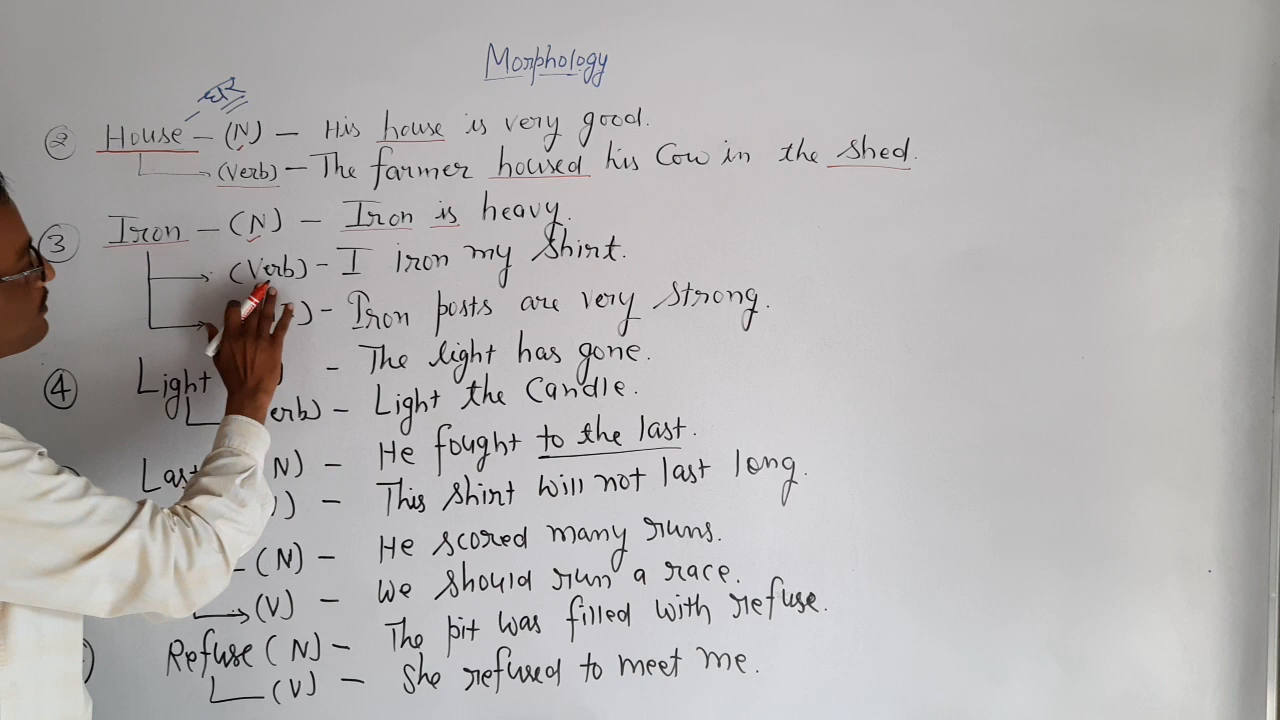 Morphology
घर
② House - (N) - His house is very good.
(Verb) - The farmer housed his Cow in the shed.
③ Iron - (N) - Iron is heavy.
(Verb) - I iron my shirt.
) - Iron posts are very strong.
④ Light ) - The light has gone.
erb) - Light the Candle.
Las N) - He fought to the last.
) - This shirt will not last long.
- (N) - He scored many runs.
(V) - We should run a race.
Refuse (N) - The pit was filled with refuse.
(V) - She refused to meet me.